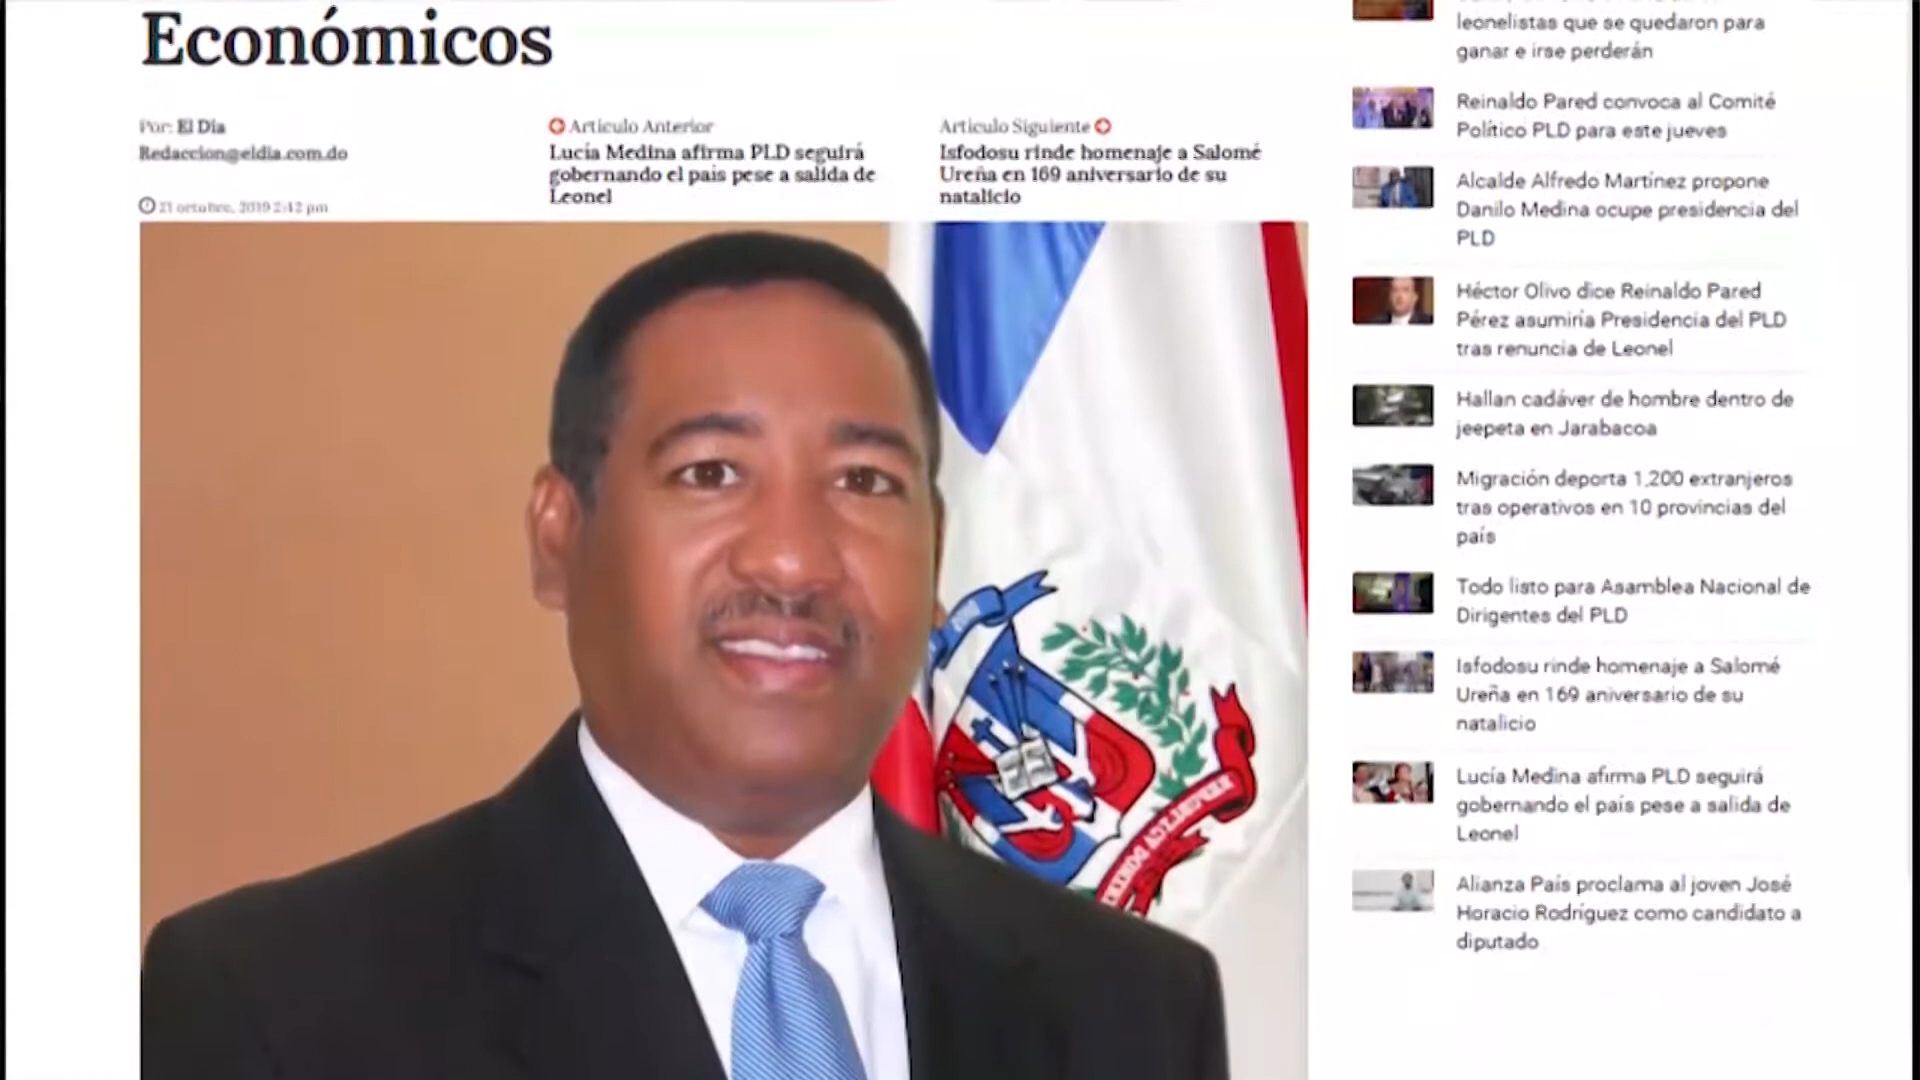 Económicos
Por: El Día
Redaccion@eldia.com.do
21 octubre, 2019 2:12 pm
Artículo Anterior
Lucía Medina afirma PLD seguirá
gobernando el país pese a salida de
Leonel
Artículo Siguiente
Isfodosu rinde homenaje a Salomé
Ureña en 169 aniversario de su
natalicio
leonelistas que se quedaron para
ganar e irse perderán
Reinaldo Pared convoca al Comité
Político PLD para este jueves
Alcalde Alfredo Martínez propone
Danilo Medina ocupe presidencia del
PLD
Héctor Olivo dice Reinaldo Pared
Pérez asumiría Presidencia del PLD
tras renuncia de Leonel
Hallan cadáver de hombre dentro de
jeepeta en Jarabacoa
Migración deporta 1,200 extranjeros
tras operativos en 10 provincias del
país
Todo listo para Asamblea Nacional de
Dirigentes del PLD
Isfodosu rinde homenaje a Salomé
Ureña en 169 aniversario de su
natalicio
Lucía Medina afirma PLD seguirá
gobernando el país pese a salida de
Leonel
Alianza País proclama al joven José
Horacio Rodríguez como candidato a
diputado